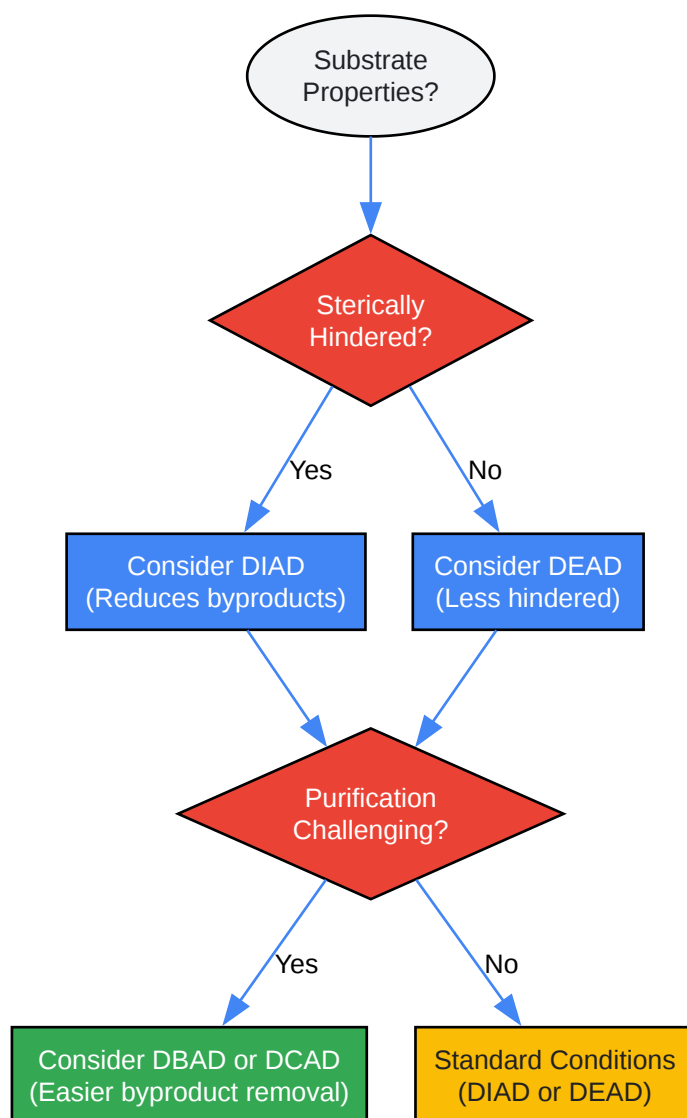 Substrate
Properties?
Sterically
Hindered?
Yes
No
Consider DIAD
(Reduces byproducts)
Consider DEAD
(Less hindered)
Purification
Challenging?
Yes
No
Consider DBAD or DCAD
(Easier byproduct removal)
Standard Conditions
(DIAD or DEAD)